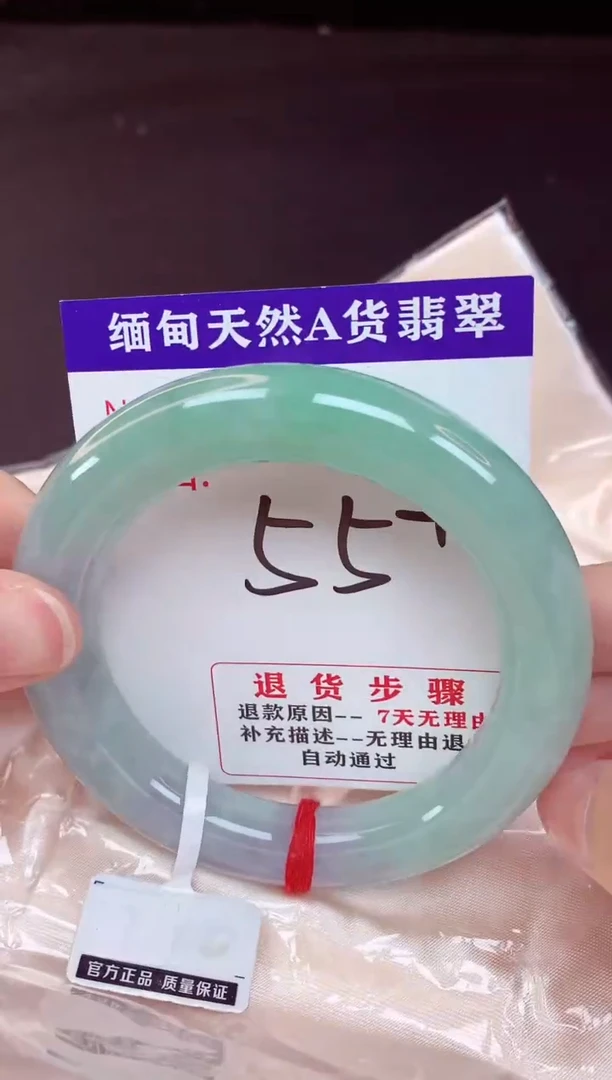 缅甸天然A货翡翠
55+
退货步骤
退款原因--7天无理由
补充描述--无理由退
自动通过
官方正品 质量保证